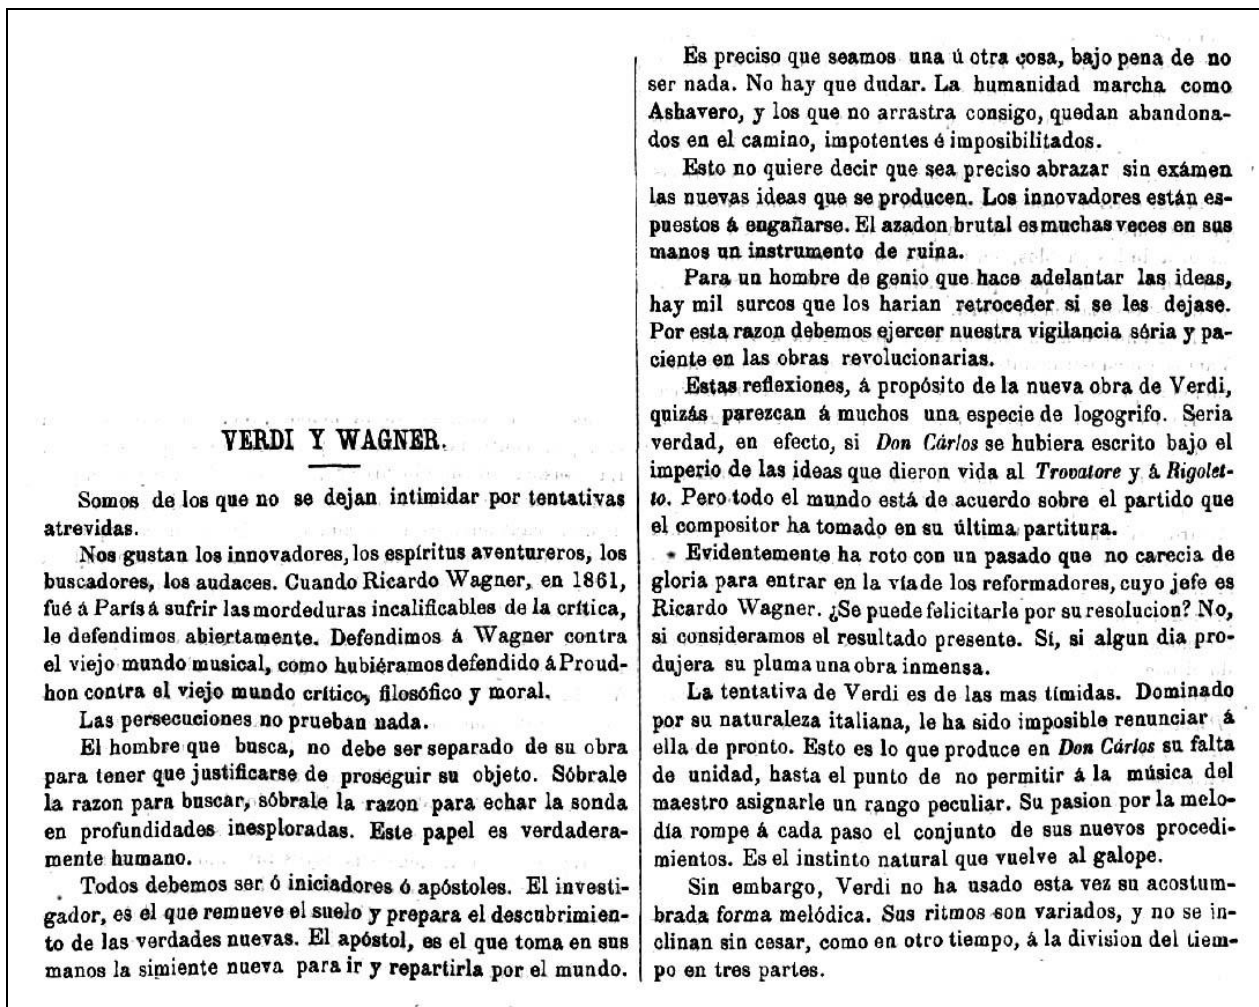 VERDI Y WAGNER.
Somos de los que no se dejan intimidar por tentativas
atrevidas.
Nos gustan los innovadores, los espíritus aventureros, los
buscadores, los audaces. Cuando Ricardo Wagner, en 1861,
fué á París á sufrir las mordeduras incalificables de la crítica,
le defendimos abiertamente. Defendimos á Wagner contra
el viejo mundo musical, como hubiéramos defendido á Proud-
hon contra el viejo mundo crítico, filosófico y moral.
Las persecuciones no prueban nada.
El hombre que busca, no debe ser separado de su obra
para tener que justificarse de proseguir su objeto. Sóbrale
la razon para buscar, sóbrale la razon para echar la sonda
en profundidades inesploradas. Este papel es verdadera-
mente humano.
Todos debemos ser ó iniciadores ó apóstoles. El investi-
gador, es el que remueve el suelo y prepara el descubrimien-
to de las verdades nuevas. El apóstol, es el que toma en sus
manos la simiente nueva para ir y repartirla por el mundo.
Es preciso que seamos una ú otra cosa, bajo pena de no
ser nada. No hay que dudar. La humanidad marcha como
Ashavero, y los que no arrastra consigo, quedan abandona-
dos en el camino, impotentes é imposibilitados.
Esto no quiere decir que sea preciso abrazar sin exámen
las nuevas ideas que se producen. Los innovadores están es-
puestos á engañarse. El azadon brutal es muchas veces en sus
manos un instrumento de ruina.
Para un hombre de genio que hace adelantar las ideas,
hay mil surcos que los harian retroceder si se les dejase.
Por esta razon debemos ejercer nuestra vigilancia séria y pa-
ciente en las obras revolucionarias.
Estas reflexiones, á propósito de la nueva obra de Verdi,
quizás parezcan á muchos una especie de logogrifo. Seria
verdad, en efecto, si Don Cárlos se hubiera escrito bajo el
imperio de las ideas que dieron vida al Trovatore y á Rigolet-
to. Pero todo el mundo está de acuerdo sobre el partido que
el compositor ha tomado en su última partitura.
Evidentemente ha roto con un pasado que no carecia de
gloria para entrar en la vía de los reformadores, cuyo jefe es
Ricardo Wagner. ¿Se puede felicitarle por su resolucion? No,
si consideramos el resultado presente. Sí, si algun dia pro-
dujera su pluma una obra inmensa.
La tentativa de Verdi es de las mas tímidas. Dominado
por su naturaleza italiana, le ha sido imposible renunciar á
ella de pronto. Esto es lo que produce en Don Cárlos su falta
de unidad, hasta el punto de no permitir á la música del
maestro asignarle un rango peculiar. Su pasion por la melo-
día rompe á cada paso el conjunto de sus nuevos procedi-
mientos. Es el instinto natural que vuelve al galope.
Sin embargo, Verdi no ha usado esta vez su acostum-
brada forma melódica. Sus ritmos son variados, y no se in-
clinan sin cesar, como en otro tiempo, á la division del tiem-
po en tres partes.